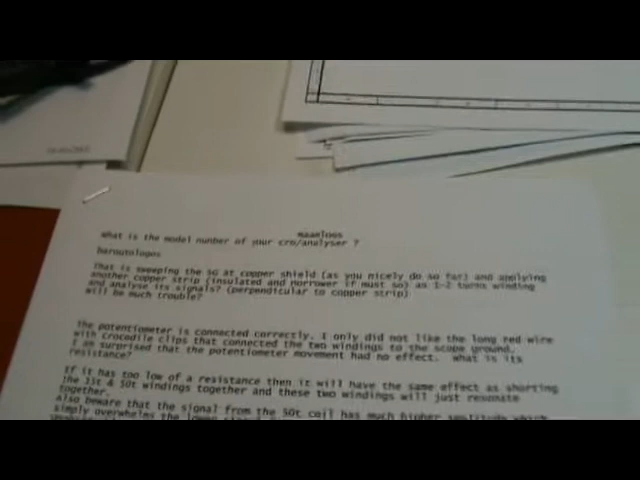 Naamloos
What is the model number of your cro/analyser ?
baroutologos
That is sweeping the SG at copper shield (as you nicely do so far) and applying
another copper strip (insulated and norrower if must so) as 1-2 turns winding
and analyse its signals? (perpendicular to copper strip)
will be much trouble?
The potentiometer is connected correctly. I only did not like the long red wire
with crocodile clips that connected the two windings to the scope ground.
I am surprised that the potentiometer movement had no effect. What is its
resistance?
If it has too low of a resistance then it will have the same effect as shorting
the 25t & 50t windings together and these two windings will just resonate
together.
Also beware that the signal from the 50t coil has much higher amplitude which
simply overwhelms the lower